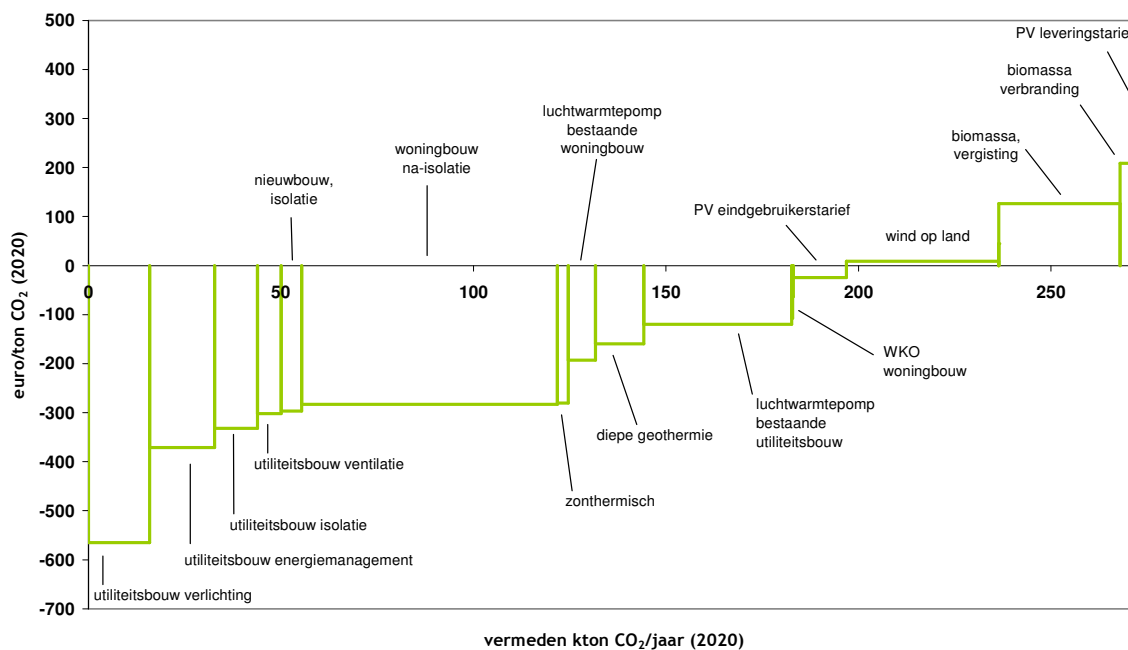 500
400
300
200
100
0
-100
-200
-300
-400
-500
-600
-700
euro/ton CO₂ (2020)
0
50
100
150
200
250
vermeden kton CO₂/jaar (2020)
utiliteitsbouw verlichting
utiliteitsbouw energiemanagement
utiliteitsbouw isolatie
utiliteitsbouw ventilatie
nieuwbouw,
isolatie
woningbouw
na-isolatie
zonthermisch
luchtwarmtepomp
bestaande
woningbouw
diepe geothermie
luchtwarmtepomp
bestaande
utiliteitsbouw
WKO
woningbouw
PV eindgebruikerstarief
wind op land
biomassa,
vergisting
biomassa
verbranding
PV leveringstarie